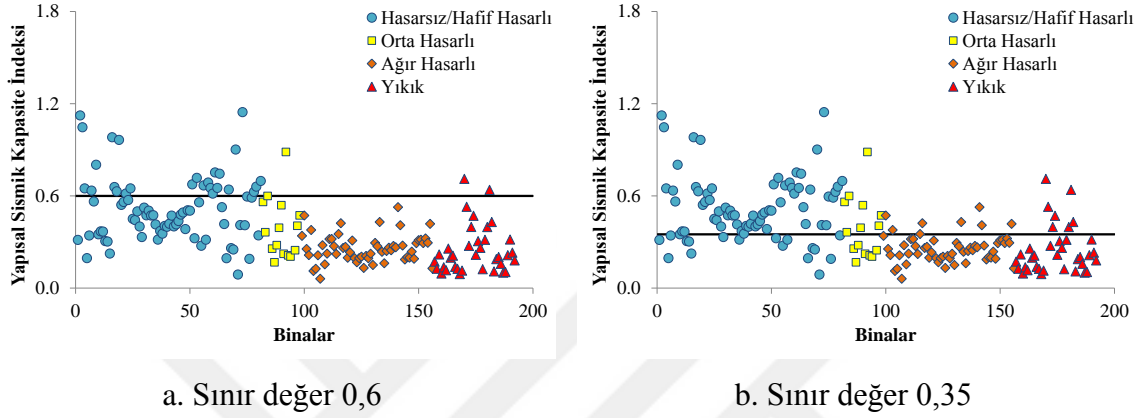 Yapısal Sismik Kapasite İndeksi
1.8
1.2
0.6
0.0
Hasarsız/Hafif Hasarlı
Orta Hasarlı
Ağır Hasarlı
Yıkık
0 50 100 150 200
Binalar
a. Sınır değer 0,6
Yapısal Sismik Kapasite İndeksi
1.8
1.2
0.6
0.0
Hasarsız/Hafif Hasarlı
Orta Hasarlı
Ağır Hasarlı
Yıkık
0 50 100 150 200
Binalar
b. Sınır değer 0,35